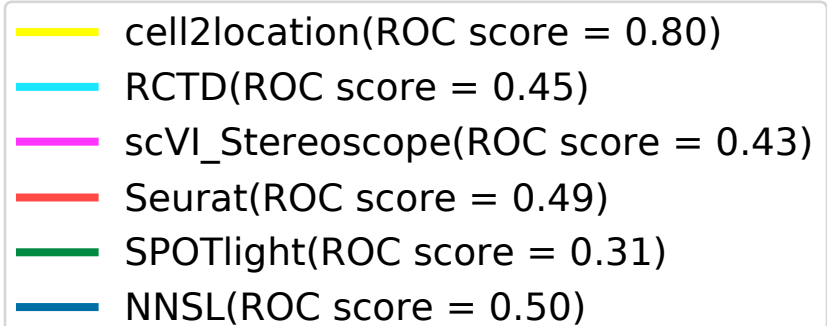 cell2location(ROC score = 0.80)
RCTD(ROC score = 0.45)
scVI_Stereoscope(ROC score = 0.43)
Seurat(ROC score = 0.49)
SPOTlight(ROC score = 0.31)
NNSL(ROC score = 0.50)